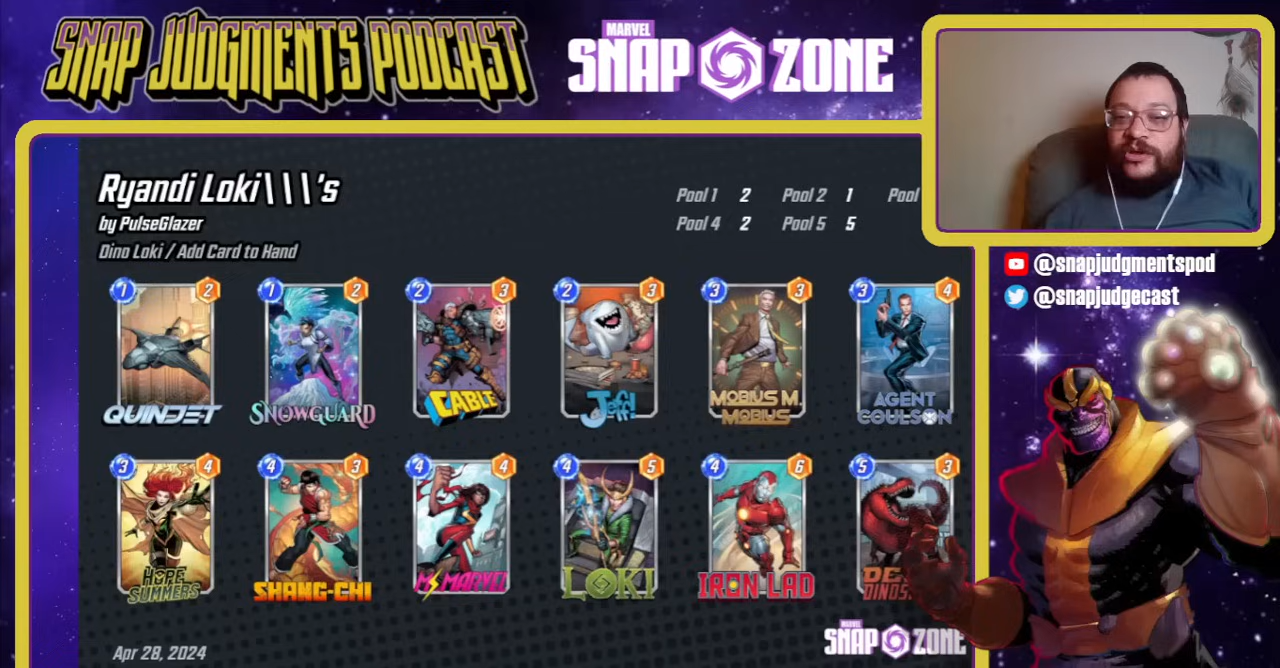 SNAP JUDGMENTS PODCAST
MARVEL
SNAP ZONE
Ryandi Loki\\\'s
by PulseGlazer
Dino Loki / Add Card to Hand
Pool 1 2 Pool 2 1 Pool
Pool 4 2 Pool 5 5
@snapjudgmentspod
@snapjudgecast
1 2 1 2 2 3 2 3 3 3 3 4
QUINJET SNOWGUARD CABLE Jeff! MOBIUS M. MOBIUS AGENT COULSON
3 4 4 3 4 4 4 5 4 6 5 3
HOPE SUMMERS SHANG-CHI MS MARVEL LOKI IRON LAD
Apr 28, 2024
MARVEL
SNAP ZONE